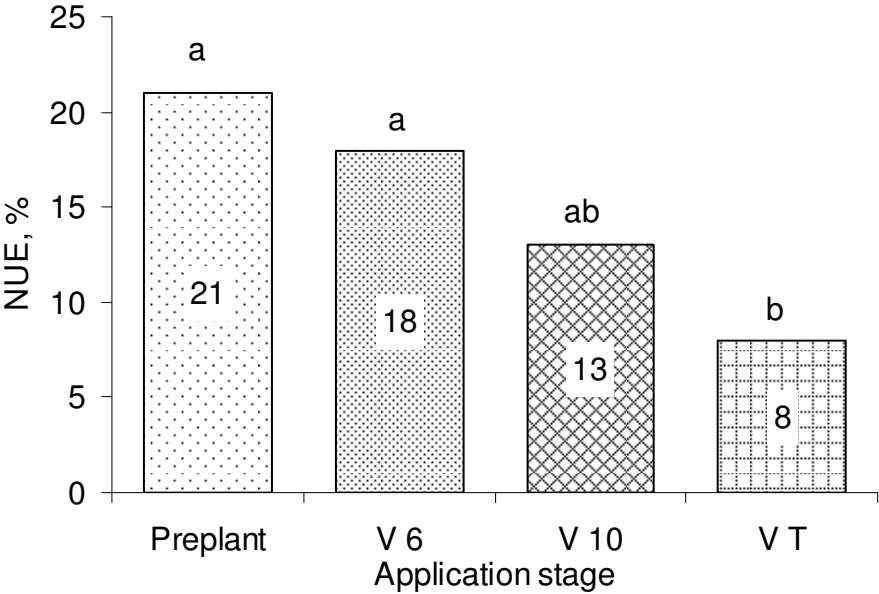 25
a
20
a
15
ab
NUE, %
21
10
18
b
13
5
8
0
Preplant V 6 V 10 V T
Application stage